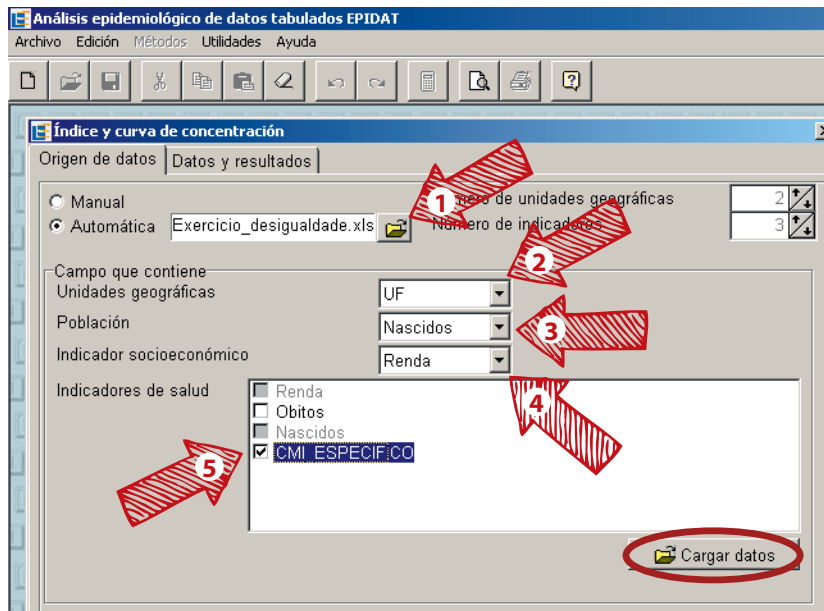 Análisis epidemiológico de datos tabulados EPIDAT
Archivo Edición Métodos Utilidades Ayuda
Índice y curva de concentración
Origen de datos Datos y resultados
Manual
Automática Exercicio_desigualdade.xls
1
Número de unidades geográficas 2
Número de indicadores 3
Campo que contiene
Unidades geográficas UF
2
Población Nascidos
3
Indicador socioeconómico Renda
4
Indicadores de salud
Renda
Obitos
Nascidos
CMI_ESPECIFICO
5
Cargar datos